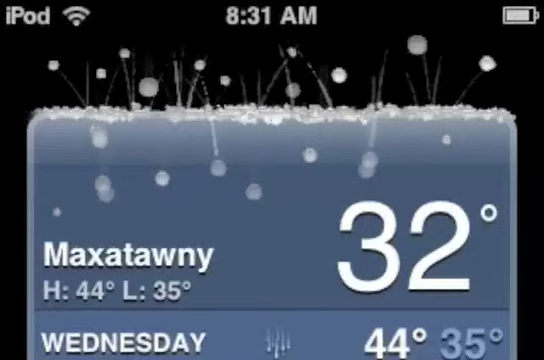 iPod 8:31 AM
32°
Maxatawny
H: 44° L: 35°
WEDNESDAY 44° 35°